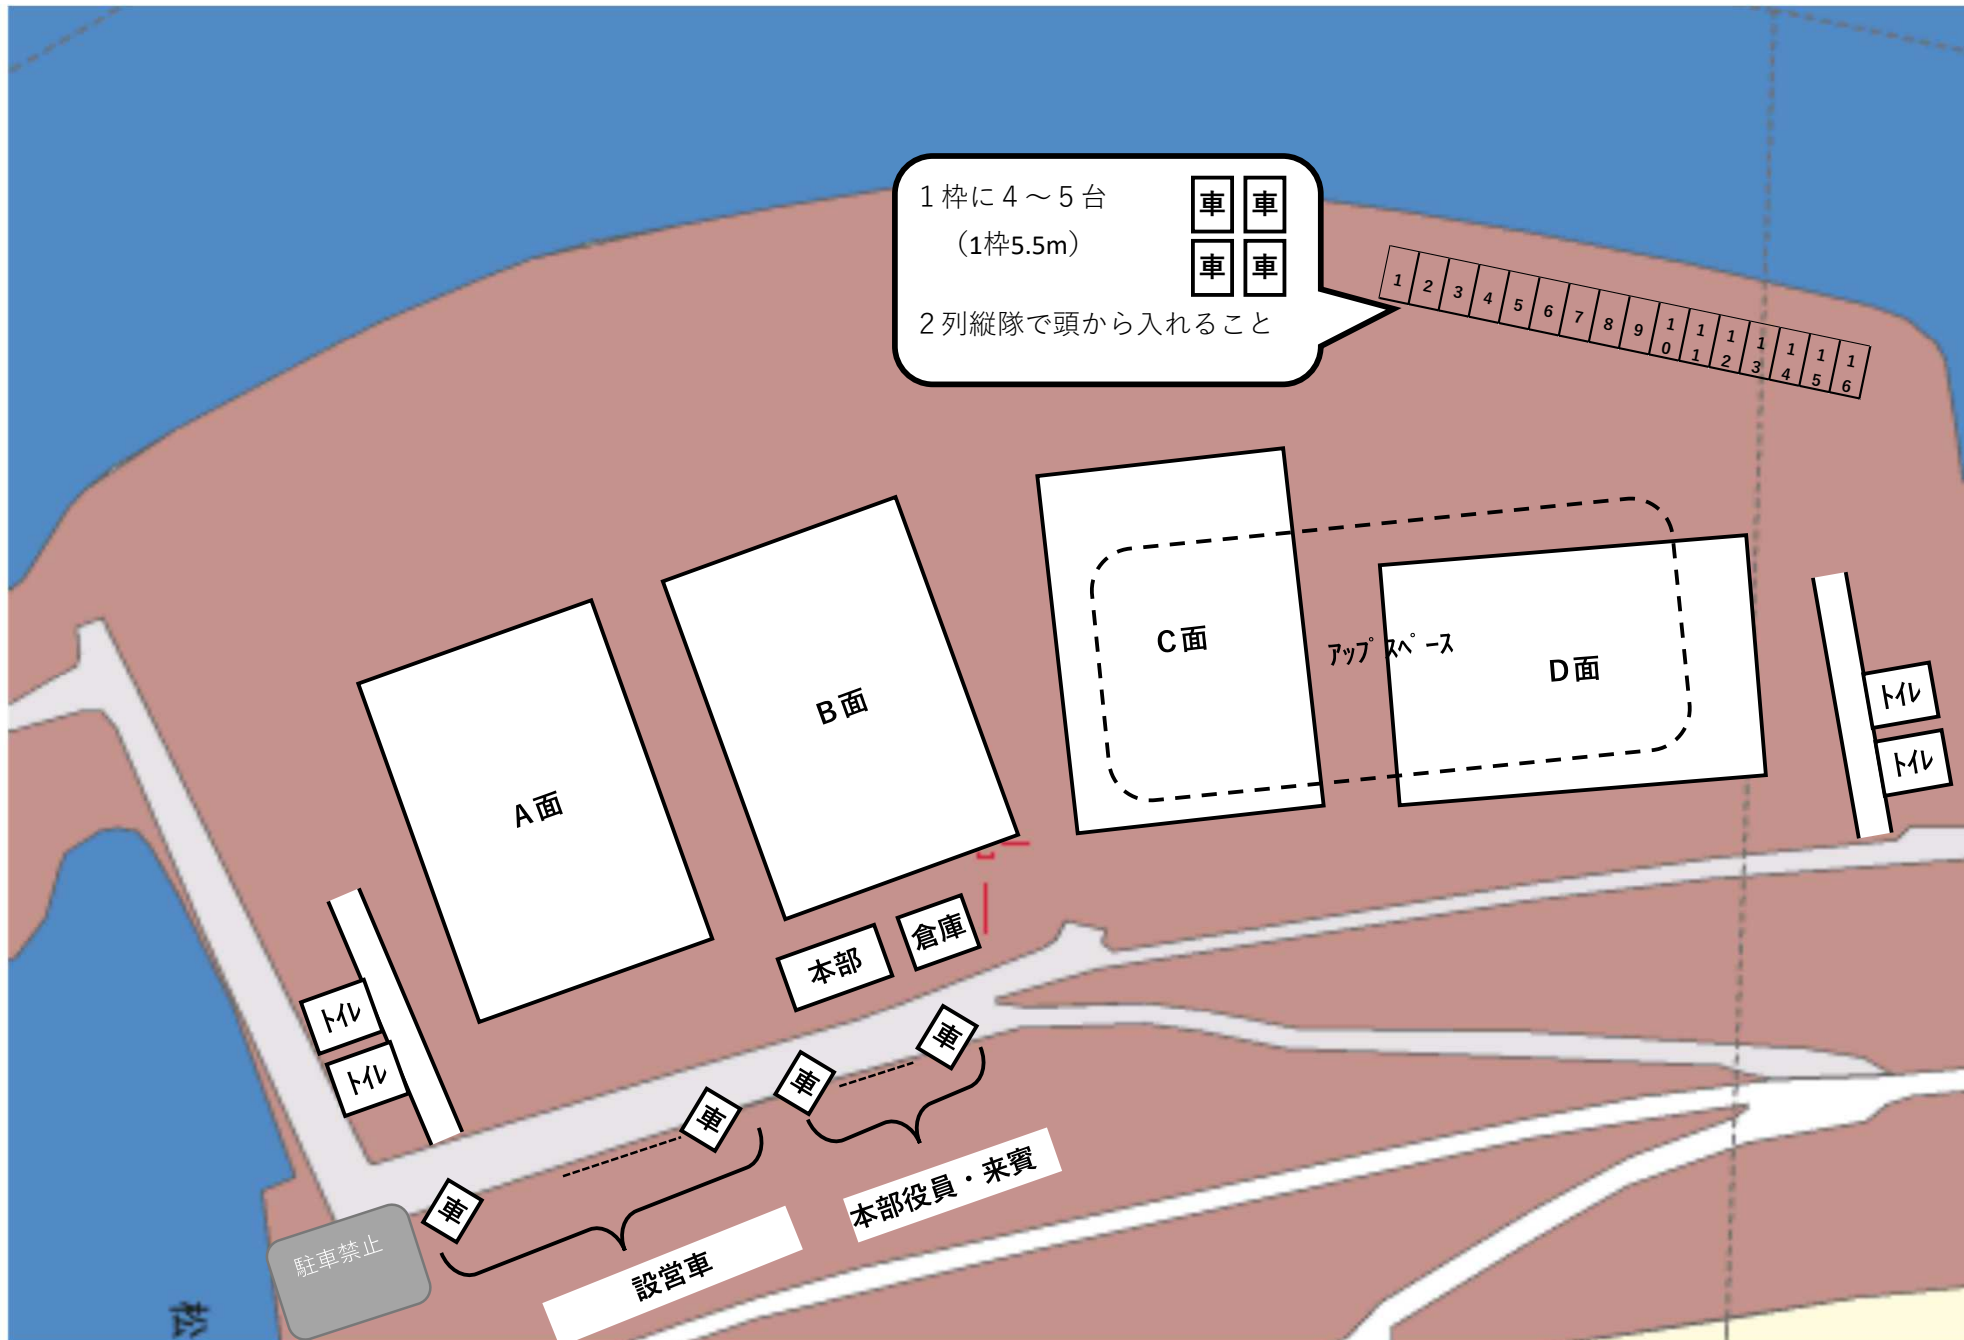 １枠に４～５台
（1枠5.5m）
２列縦隊で頭から入れること
車 車
車 車
1 2 3 4 5 6 7 8 9 10 11 12 13 14 15 16
A面
B面
C面
アップスペース
D面
トイレ
トイレ
本部
倉庫
トイレ
トイレ
車
車
車
車
本部役員・来賓
設営車
駐車禁止
松